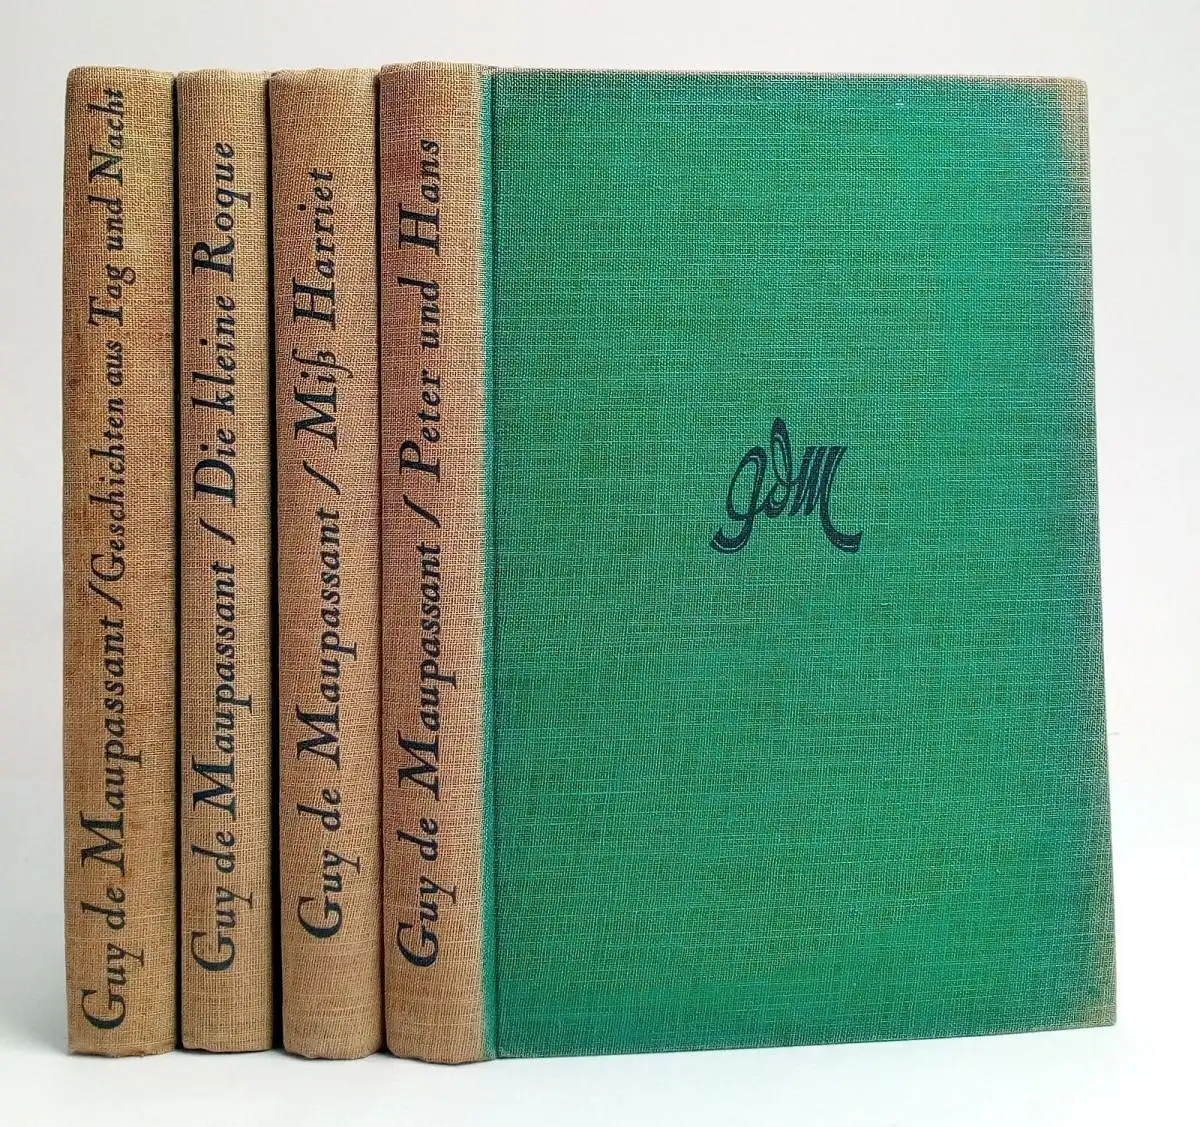 Guy de Maupassant / Geschichten aus Tag und Nacht
Guy de Maupassant / Die kleine Roque
Guy de Maupassant / Miß Harriet
Guy de Maupassant / Peter und Hans
gdM